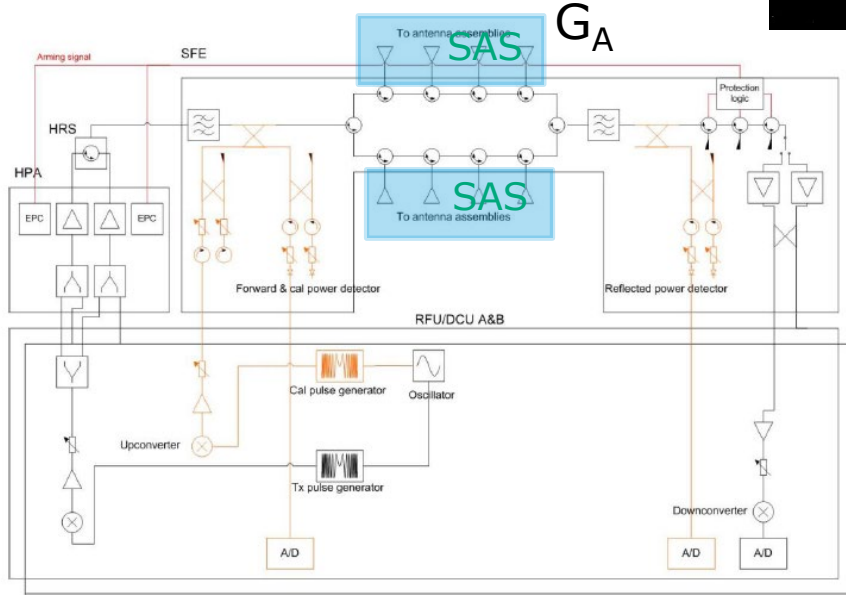 G_A
To antenna assemblies
SAS
Arming signal
SFE
Protection
logic
HRS
HPA
EPC
EPC
SAS
To antenna assemblies
Forward & cal power detector
Reflected power detector
RFU/DCU A&B
Cal pulse generator
Oscillator
Upconverter
Tx pulse generator
Downconverter
A/D
A/D
A/D